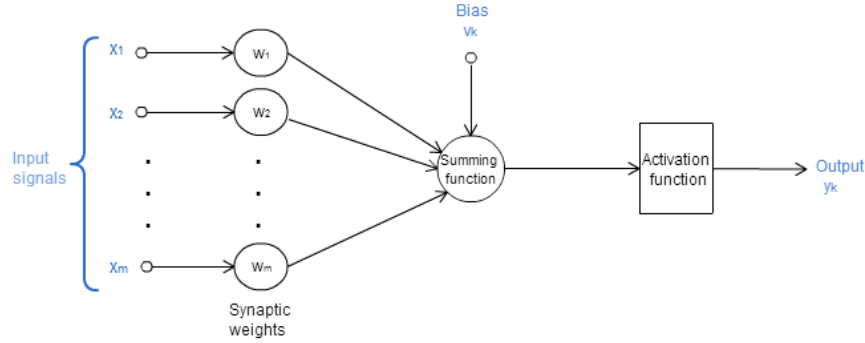 Bias
vk
x1
w1
x2
w2
Input
signals
Summing
function
Activation
function
Output
yk
xm
wm
Synaptic
weights